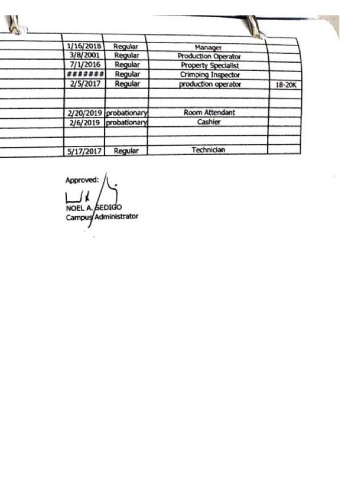 1/16/2018 Regular Manager
3/8/2001 Regular Production Operator
7/1/2016 Regular Property Specialist
####### Regular Crimping Inspector
2/5/2017 Regular production operator 18-20K
2/20/2019 probationary Room Attendant
2/6/2019 probationary Cashier
5/17/2017 Regular Technician
Approved:
NOEL A. SEDIGO
Campus Administrator